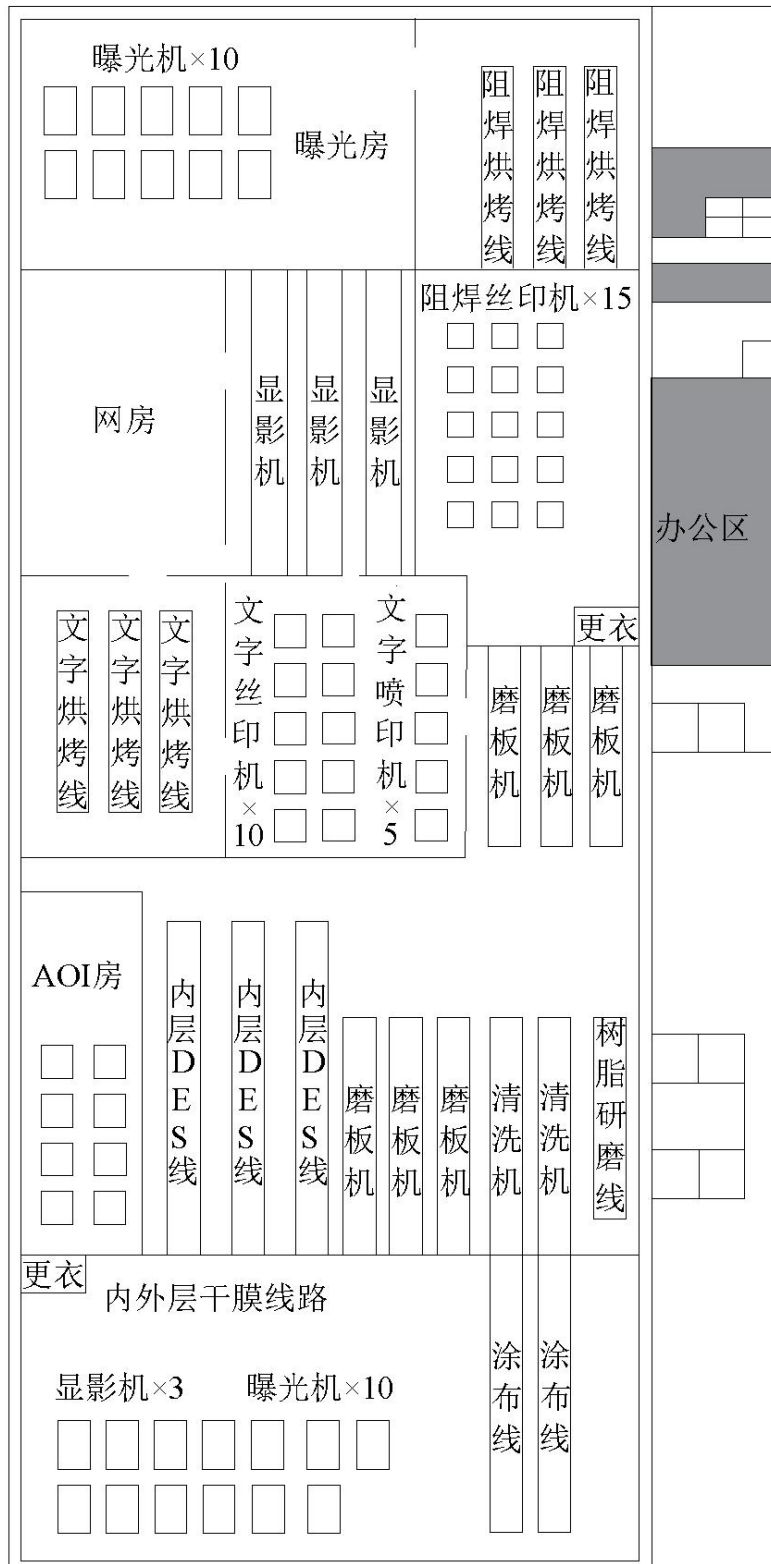 曝光机×10
曝光房
阻焊烘烤线
阻焊烘烤线
阻焊烘烤线
网房
显影机
显影机
显影机
阻焊丝印机×15
办公区
更衣
文字烘烤线
文字烘烤线
文字烘烤线
文字丝印机×10
文字喷印机×5
磨板机
磨板机
磨板机
AOI房
内层DES线
内层DES线
内层DES线
磨板机
磨板机
磨板机
清洗机
清洗机
树脂研磨线
更衣
内外层干膜线路
显影机×3
曝光机×10
涂布线
涂布线